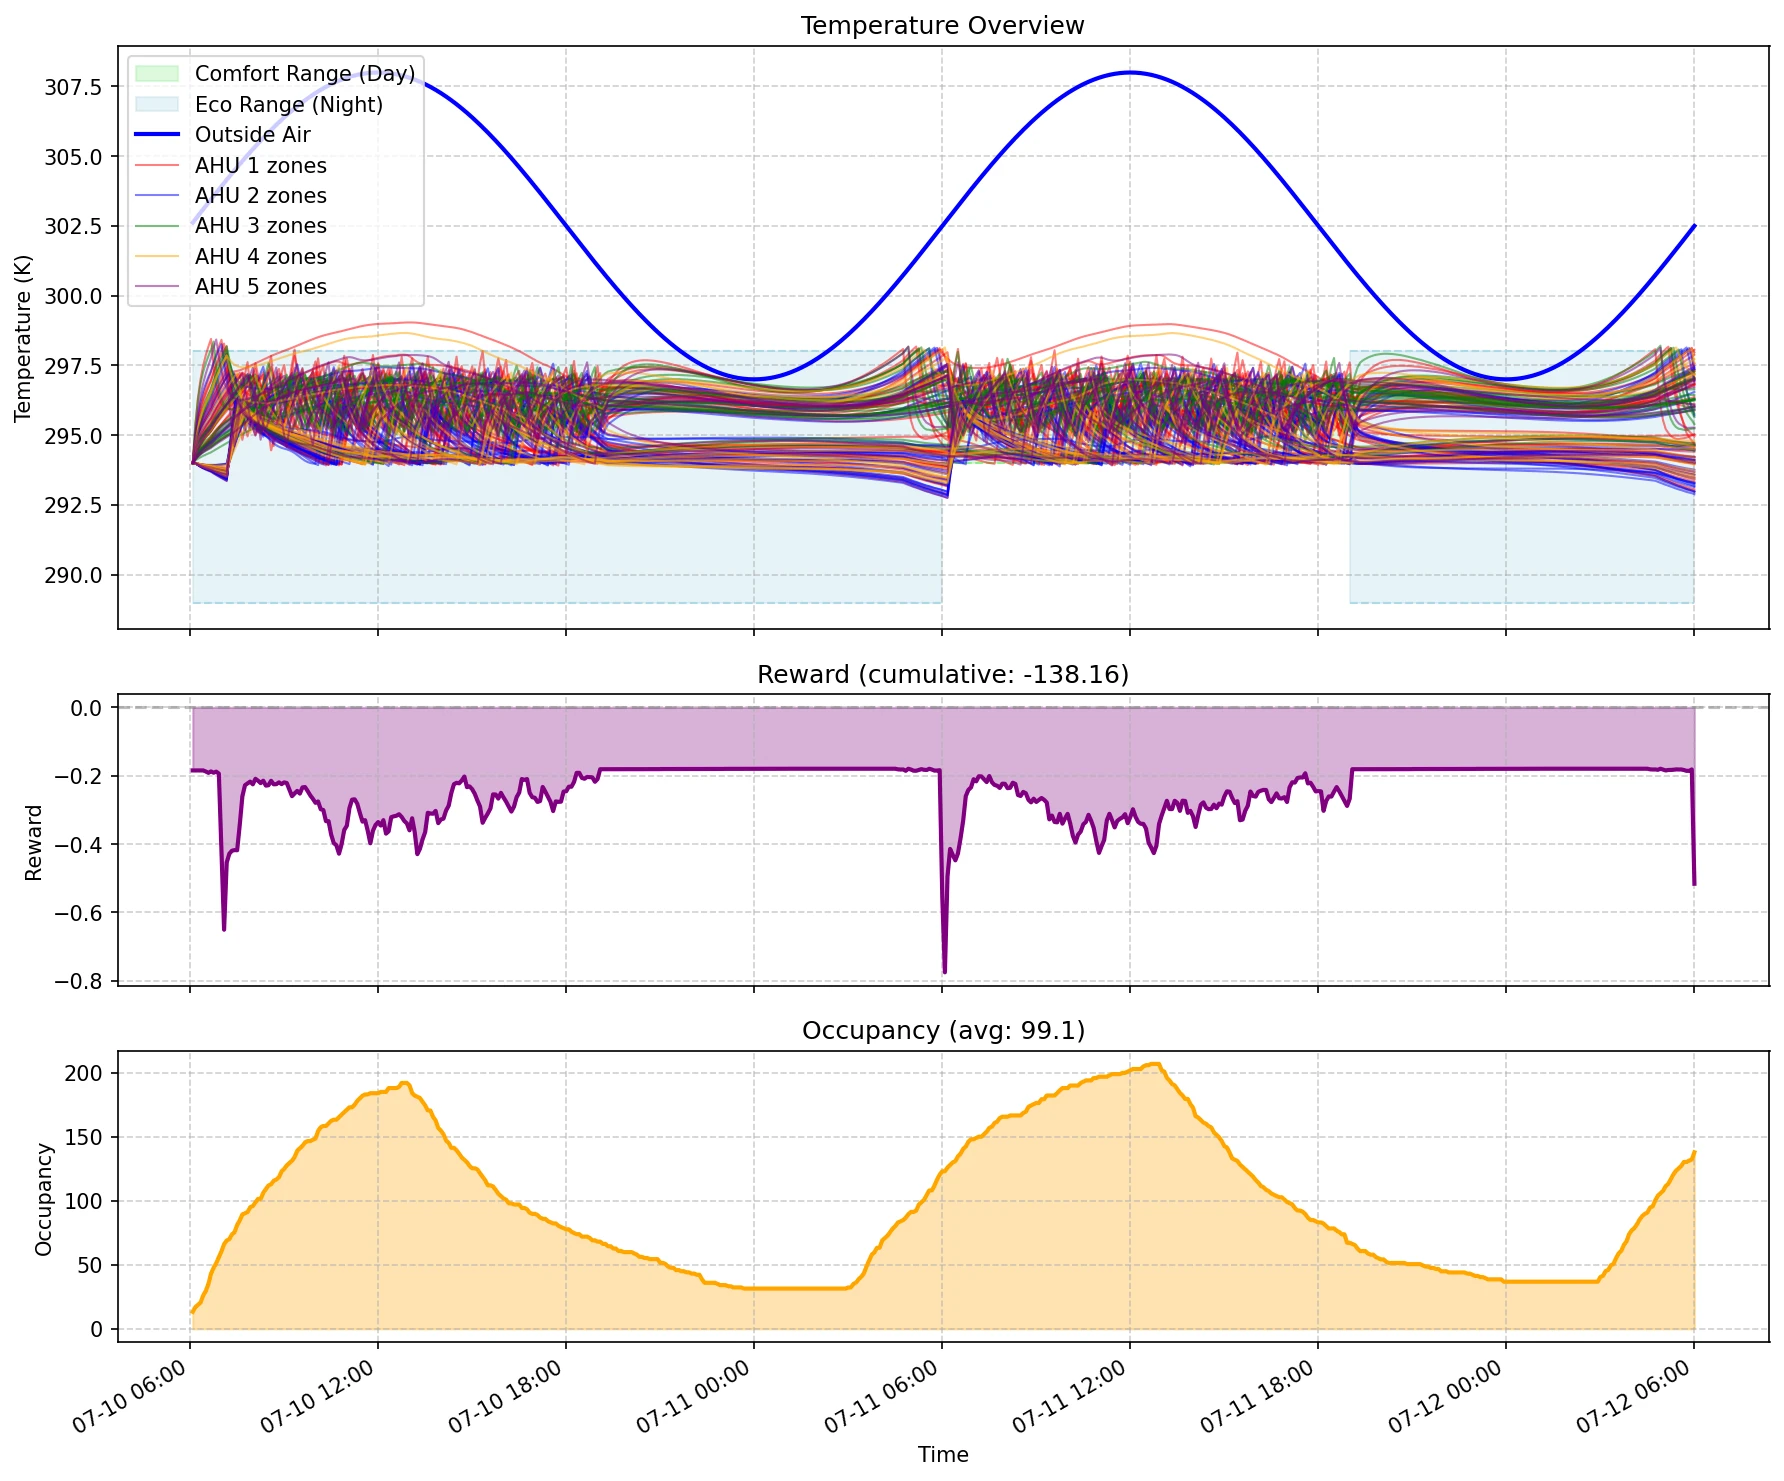 Temperature Overview
Comfort Range (Day)
Eco Range (Night)
Outside Air
AHU 1 zones
AHU 2 zones
AHU 3 zones
AHU 4 zones
AHU 5 zones
Temperature (K)
307.5
305.0
302.5
300.0
297.5
295.0
292.5
290.0
Reward (cumulative: -138.16)
Reward
0.0
−0.2
−0.4
−0.6
−0.8
Occupancy (avg: 99.1)
Occupancy
200
150
100
50
0
07-10 06:00
07-10 12:00
07-10 18:00
07-11 00:00
07-11 06:00
07-11 12:00
07-11 18:00
07-12 00:00
07-12 06:00
Time